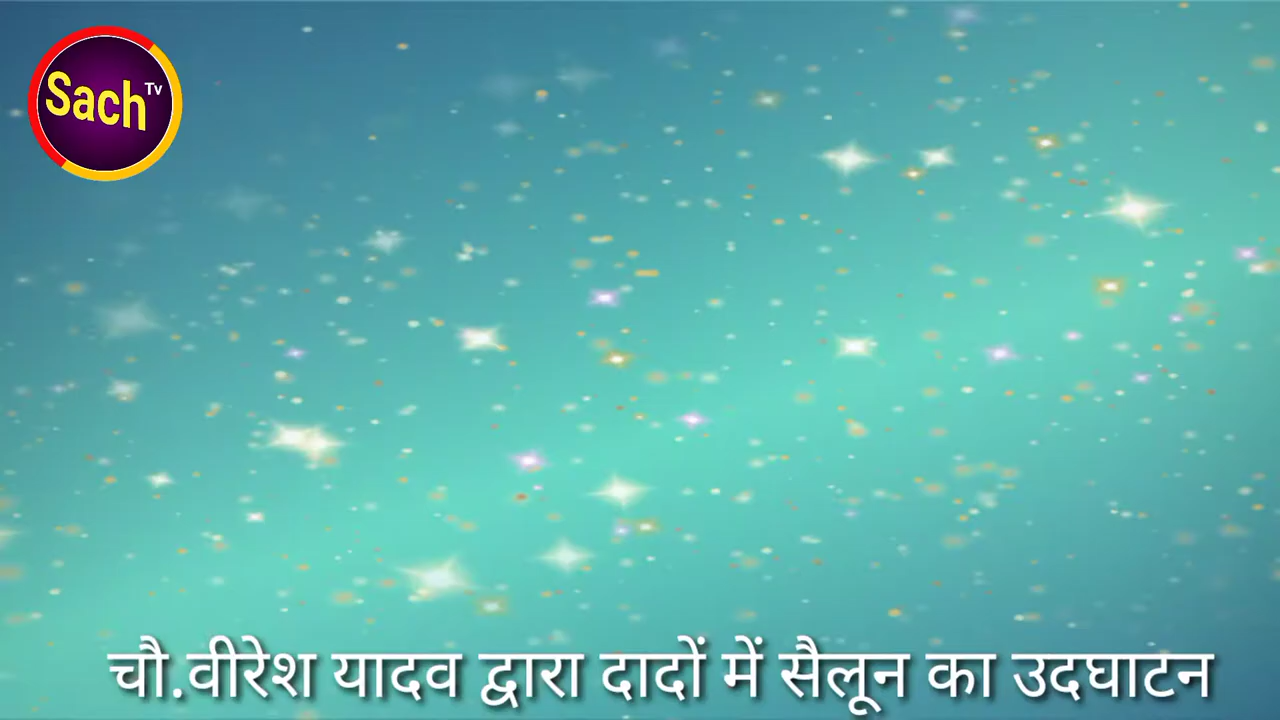 Sach Tv
चौ.वीरेश यादव द्वारा दादों में सैलून का उदघाटन